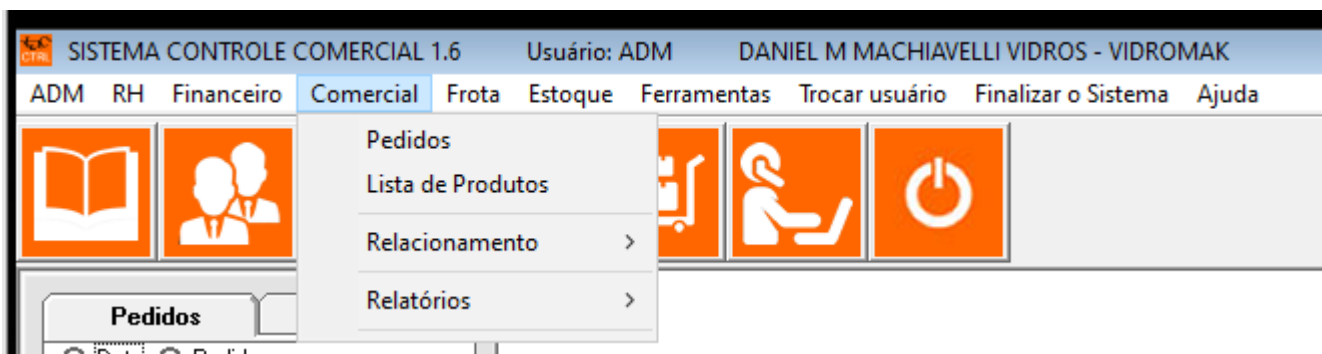 SISTEMA CONTROLE COMERCIAL 1.6 Usuário: ADM DANIEL M MACHIAVELLI VIDROS - VIDROMAK
ADM RH Financeiro Comercial Frota Estoque Ferramentas Trocar usuário Finalizar o Sistema Ajuda
Pedidos
Lista de Produtos
Relacionamento
Relatórios
Pedidos